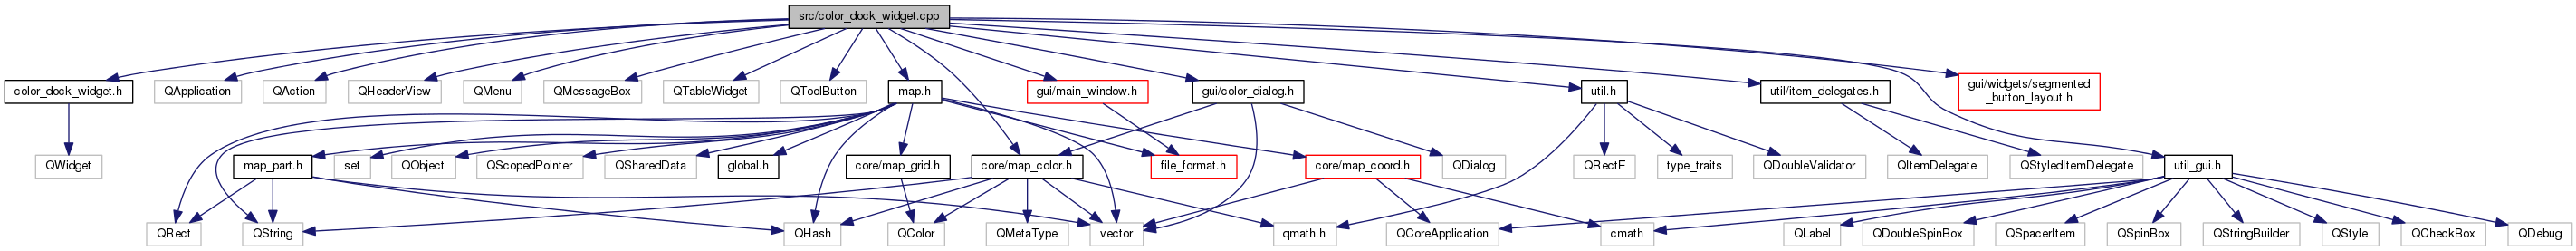 src/color_dock_widget.cpp
color_dock_widget.h
QApplication
QAction
QHeaderView
QMenu
QMessageBox
QTableWidget
QToolButton
map.h
gui/main_window.h
gui/color_dialog.h
util.h
util/item_delegates.h
gui/widgets/segmented
_button_layout.h
QWidget
map_part.h
set
QObject
QScopedPointer
QSharedData
global.h
core/map_grid.h
core/map_color.h
file_format.h
core/map_coord.h
QDialog
QRectF
type_traits
QDoubleValidator
QItemDelegate
QStyledItemDelegate
util_gui.h
QRect
QString
QHash
QColor
QMetaType
vector
qmath.h
QCoreApplication
cmath
QLabel
QDoubleSpinBox
QSpacerItem
QSpinBox
QStringBuilder
QStyle
QCheckBox
QDebug